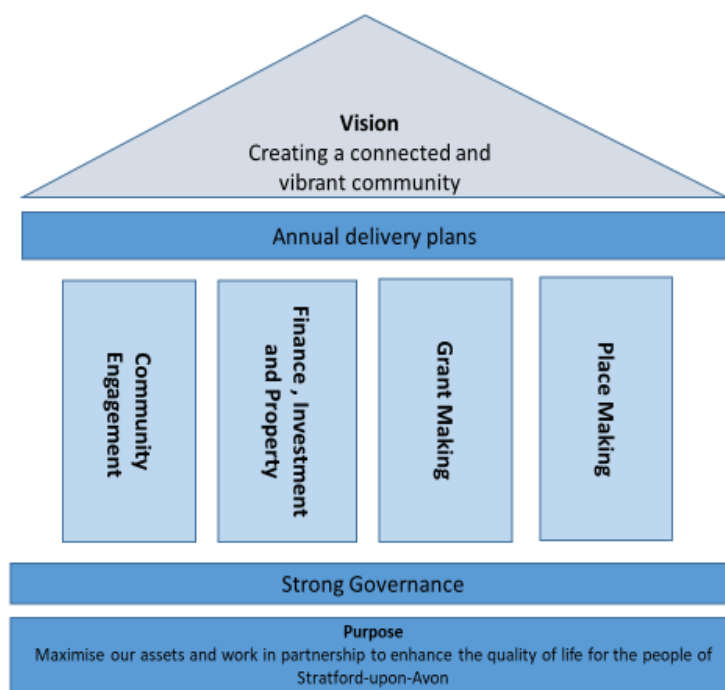 Vision
Creating a connected and
vibrant community
Annual delivery plans
Community
Engagement
Finance , Investment
and Property
Grant Making
Place Making
Strong Governance
Purpose
Maximise our assets and work in partnership to enhance the quality of life for the people of
Stratford-upon-Avon